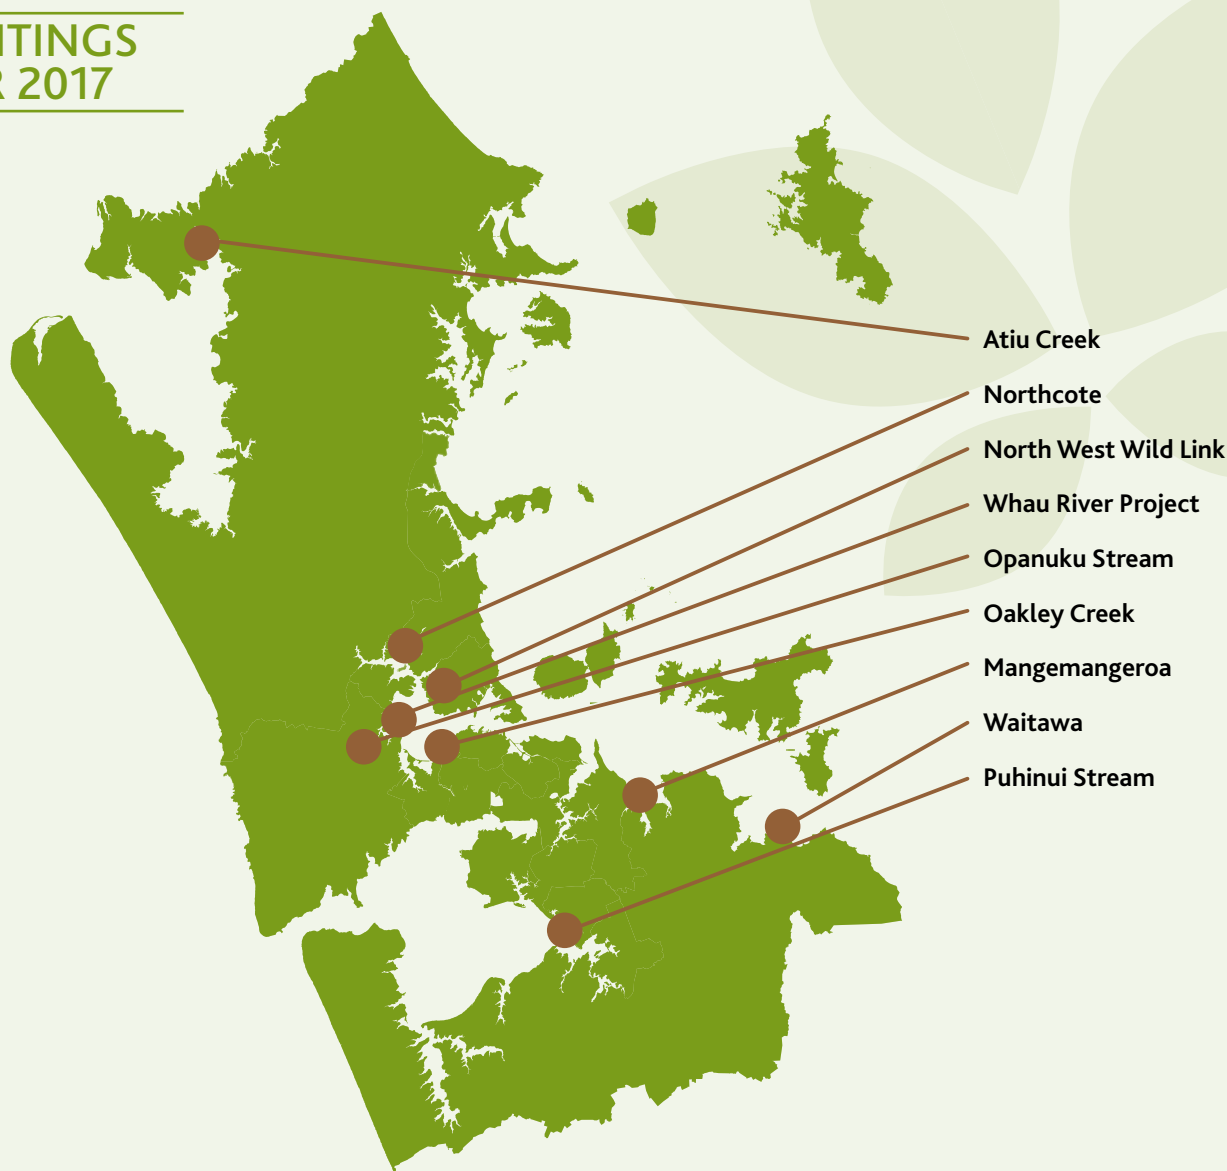 ITINGS
R 2017
Atiu Creek
Northcote
North West Wild Link
Whau River Project
Opanuku Stream
Oakley Creek
Mangemangeroa
Waitawa
Puhinui Stream